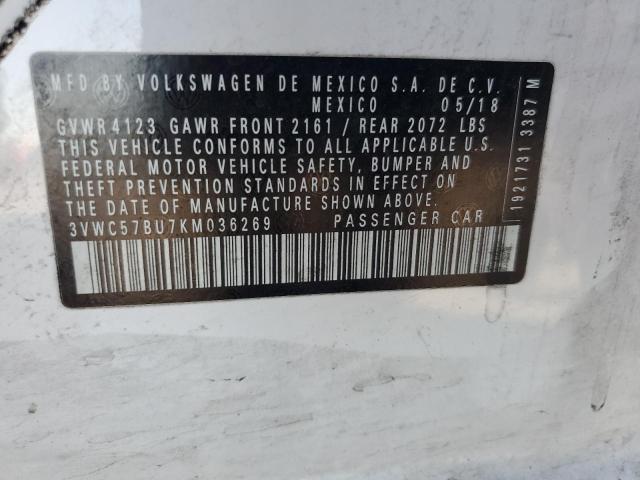 MFD BY VOLKSWAGEN DE MEXICO S.A. DE C.V.
MEXICO 05/18
GVWR 4123 GAWR FRONT 2161 / REAR 2072 LBS
THIS VEHICLE CONFORMS TO ALL APPLICABLE U.S.
FEDERAL MOTOR VEHICLE SAFETY, BUMPER AND
THEFT PREVENTION STANDARDS IN EFFECT ON
THE DATE OF MANUFACTURE SHOWN ABOVE.
3VWC57BU7KM036269 PASSENGER CAR
1921731 3387 M